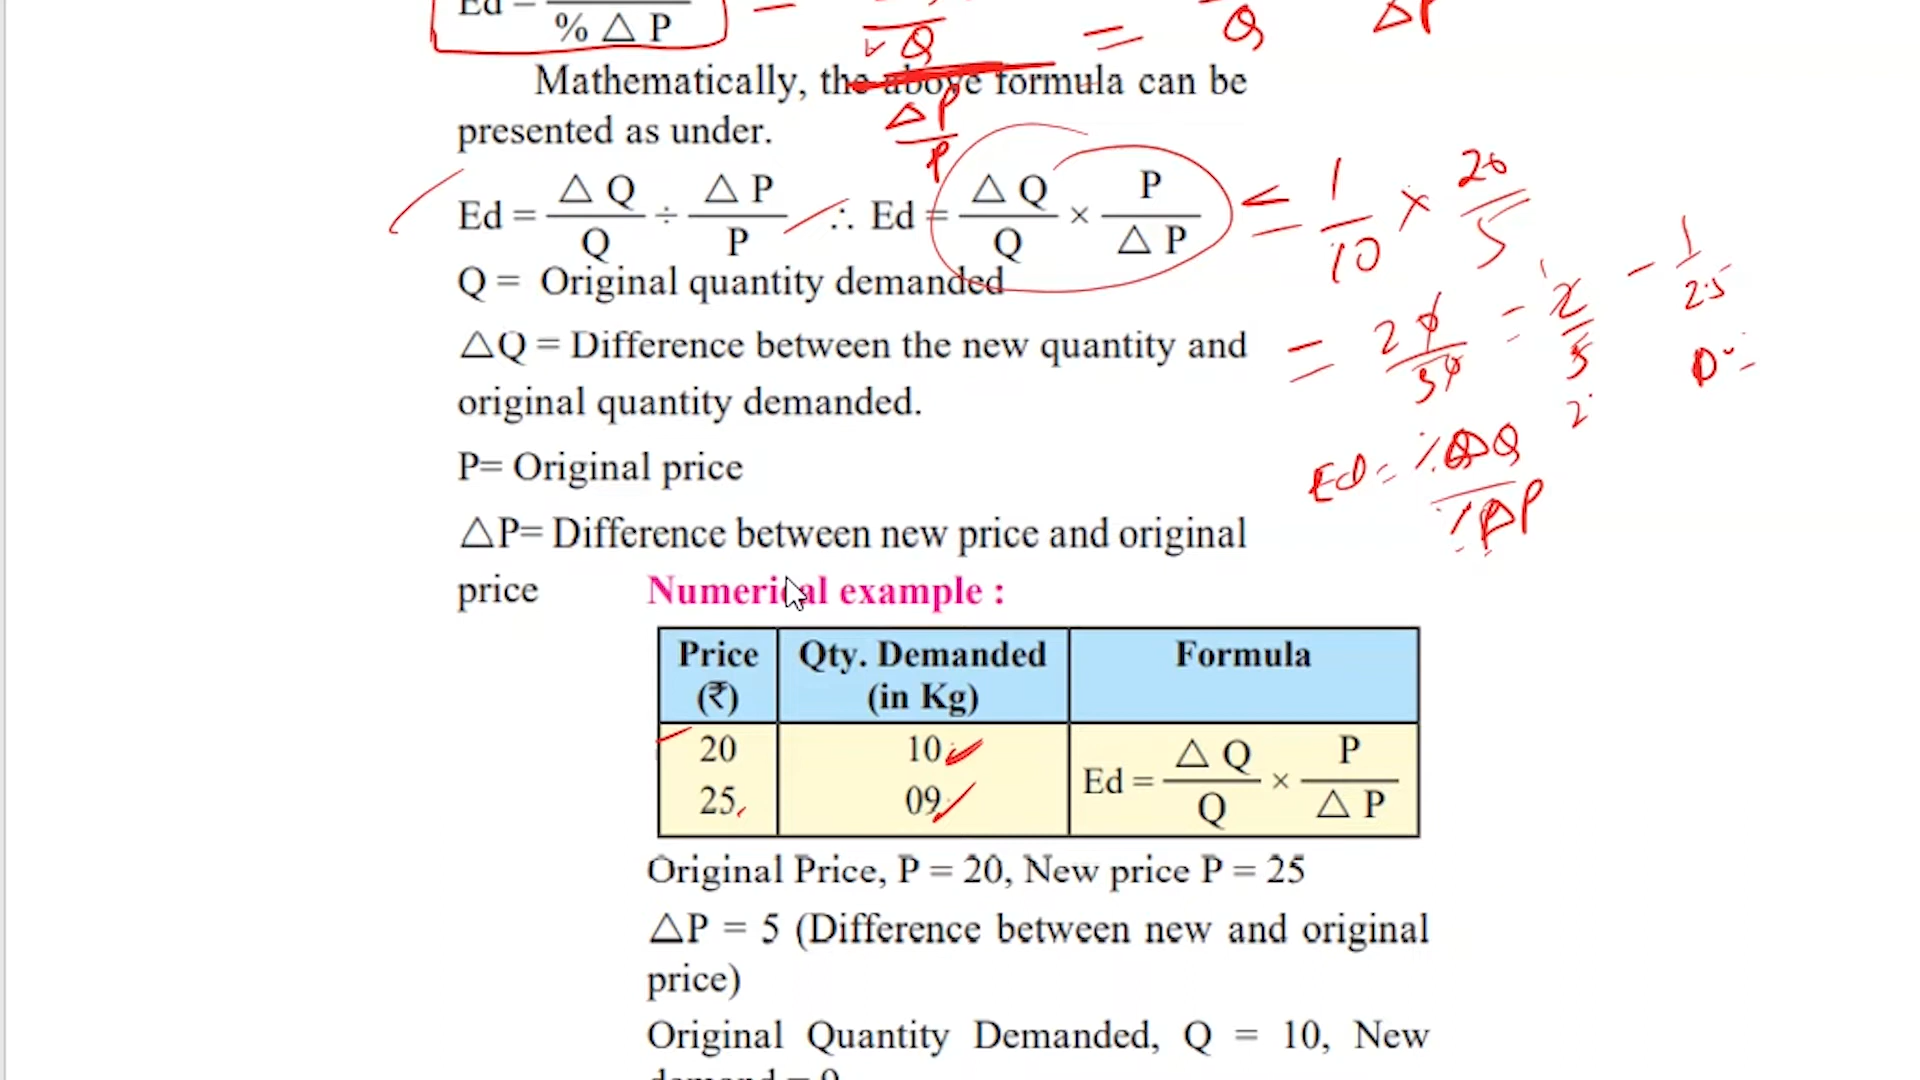 % △ P
Q
Q
△P
Mathematically, the above formula can be
presented as under.
△P
P
Ed = △ Q / Q ÷ △ P / P ∴ Ed = △ Q / Q × P / △ P = 1/10 × 20/5
Q = Original quantity demanded
△Q = Difference between the new quantity and
original quantity demanded.
P= Original price
Ed = %△Q / %△P
△P= Difference between new price and original
price
Numerical example :
Price (₹) Qty. Demanded (in Kg) Formula
20 10 Ed = △ Q / Q × P / △ P
25 09
Original Price, P = 20, New price P = 25
△P = 5 (Difference between new and original
price)
Original Quantity Demanded, Q = 10, New